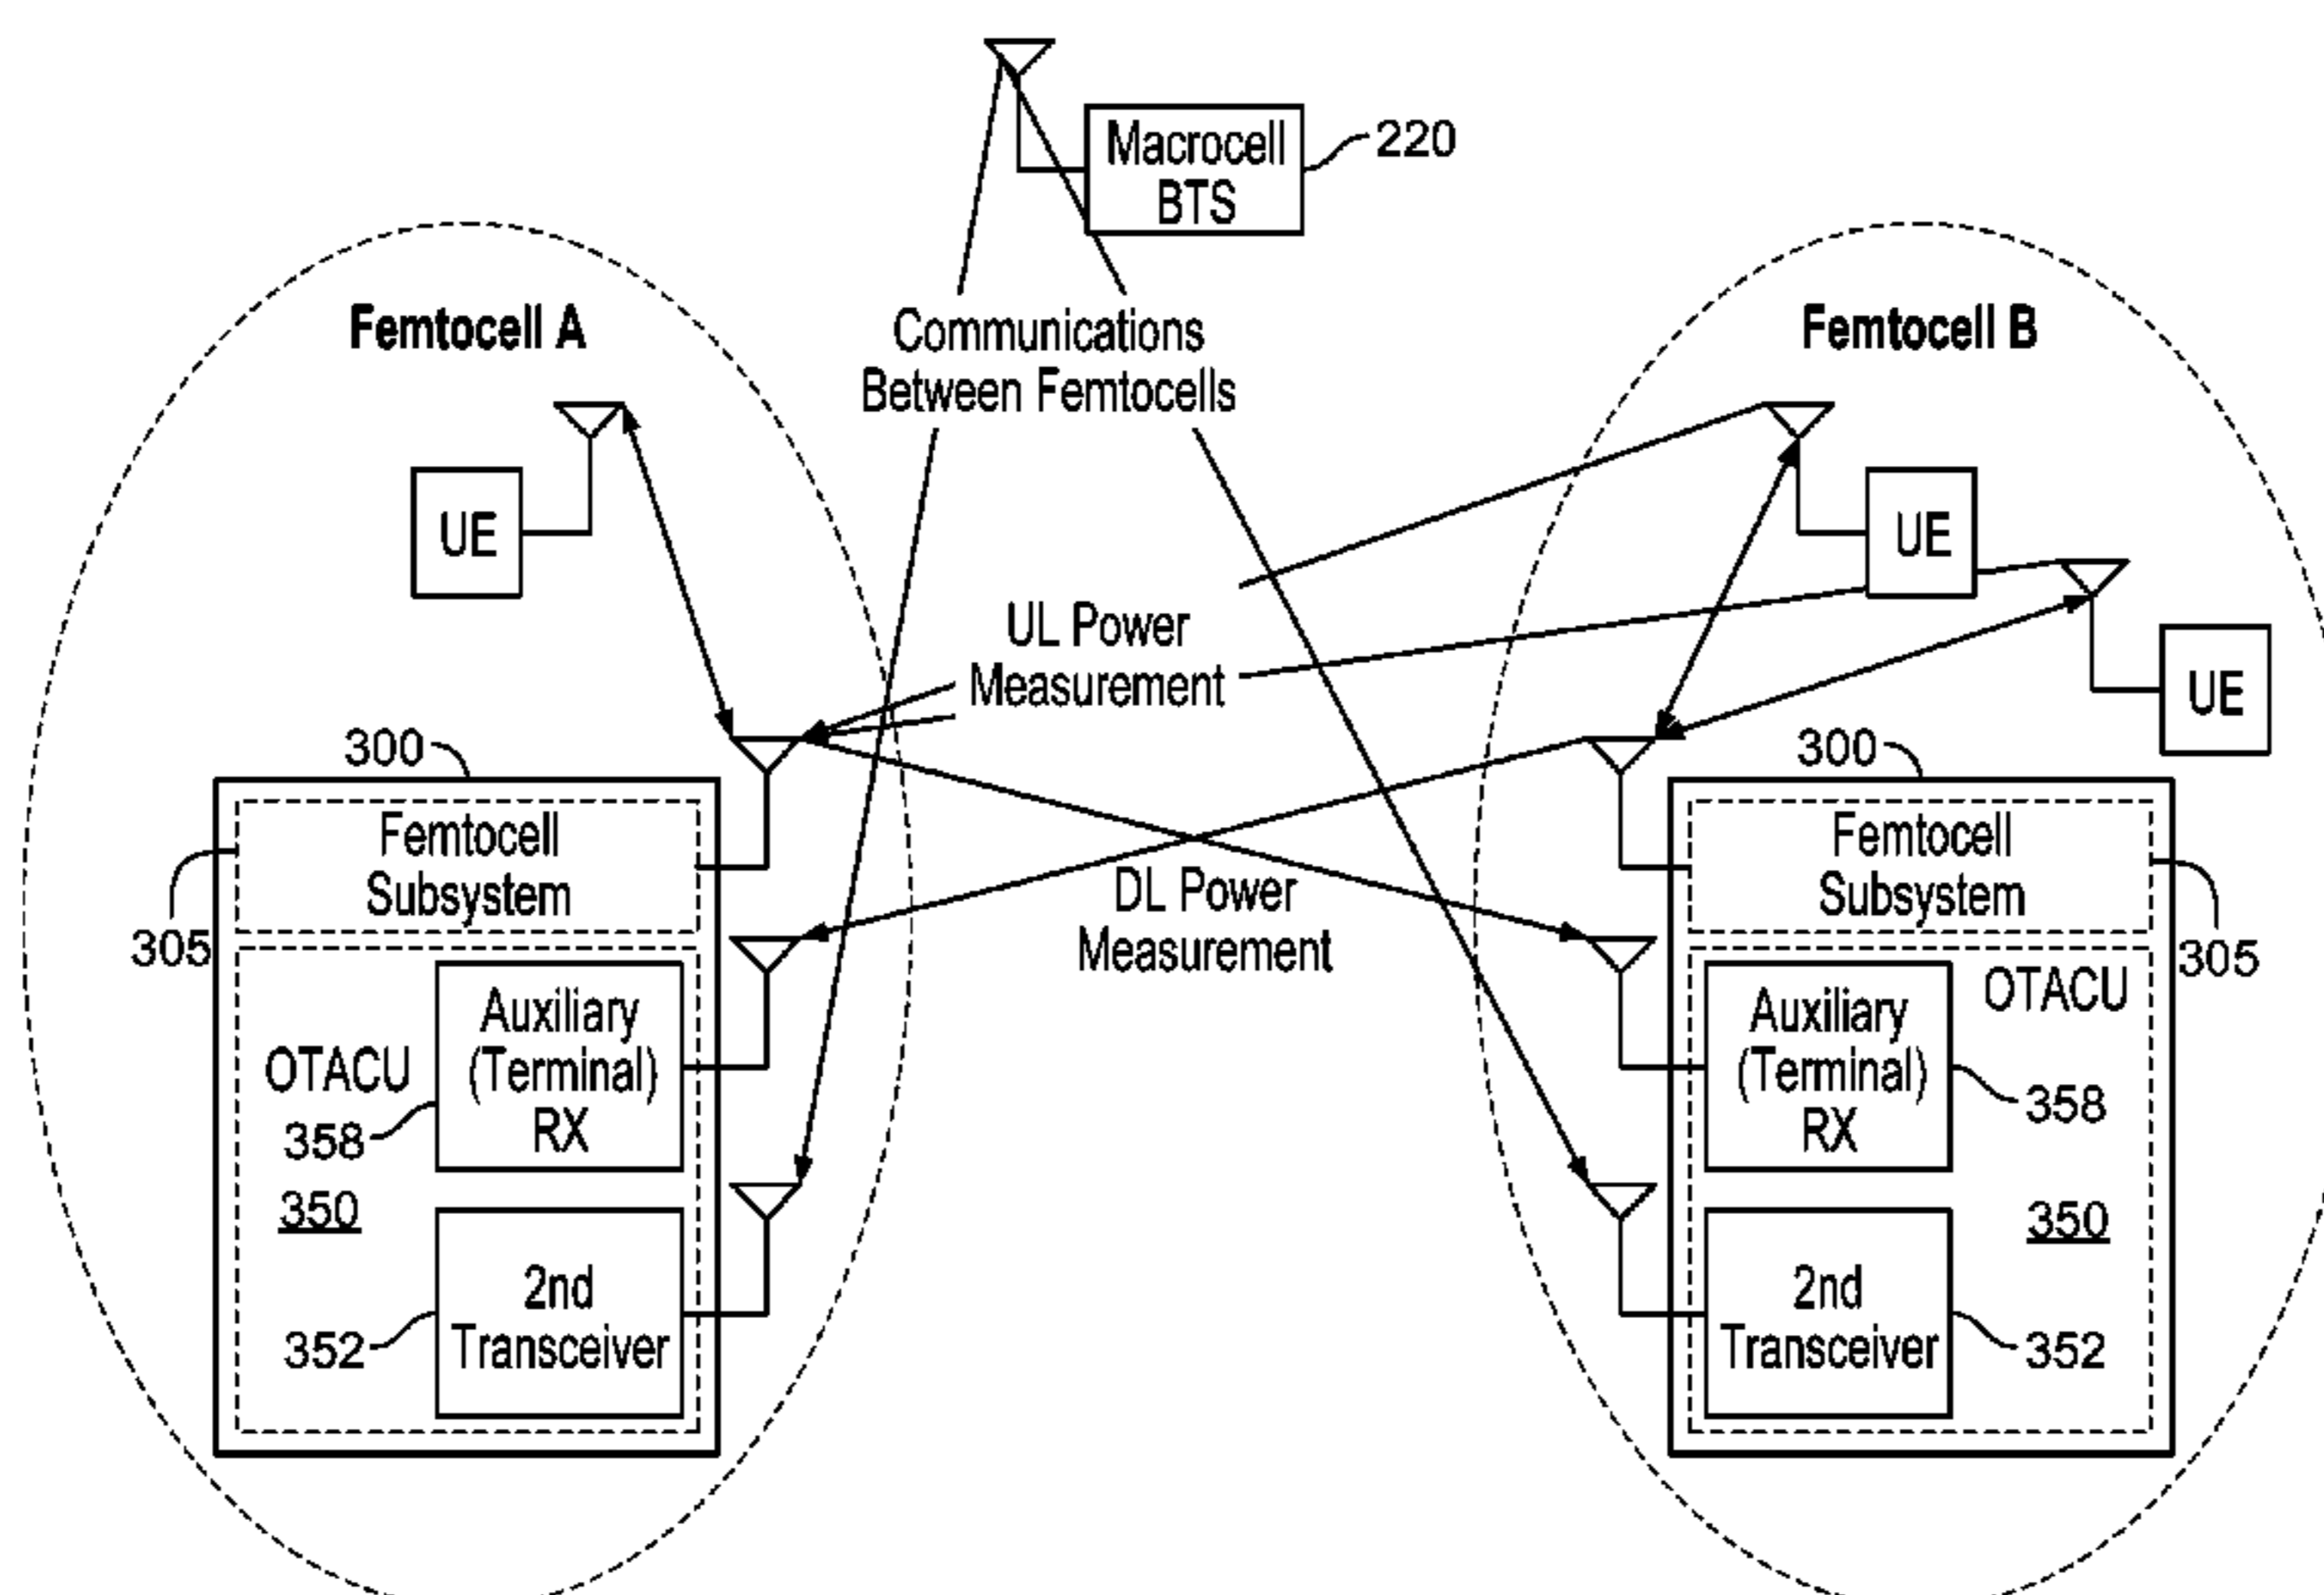 Macrocell
BTS
220
Femtocell A
Communications
Between Femtocells
Femtocell B
UE
UE
UL Power
Measurement
UE
300
300
Femtocell
Subsystem
305
DL Power
Measurement
Femtocell
Subsystem
305
Auxiliary
(Terminal)
RX
OTACU
358
350
2nd
Transceiver
352
OTACU
Auxiliary
(Terminal)
RX
358
350
2nd
Transceiver
352